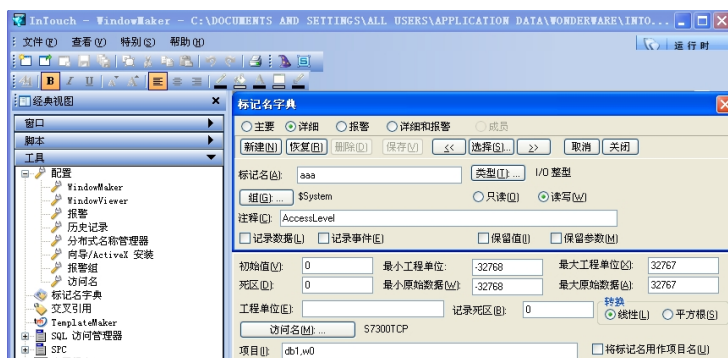 InTouch - WindowMaker - C:\DOCUMENTS AND SETTINGS\ALL USERS\APPLICATION DATA\WONDERWARE\INTO...
文件(F) 查看(V) 特别(S) 帮助(H)
运行时
B I U
经典视图
窗口
脚本
工具
配置
WindowMaker
WindowViewer
报警
历史记录
分布式名称管理器
向导/ActiveX 安装
报警组
访问名
标记名字典
交叉引用
TemplateMaker
SQL 访问管理器
SPC
标记名字典
主要 详细 报警 详细和报警 成员
新建(N) 恢复(R) 删除(D) 保存(V) << 选择(S)... >> 取消 关闭
标记名(A): aaa 类型(T): ... I/O 整型
组(G): ... $System 只读(O) 读写(W)
注释(C): AccessLevel
记录数据(L) 记录事件(E) 保留值(I) 保留参数(M)
初始值(V): 0 最小工程单位: -32768 最大工程单位(X): 32767
死区(D): 0 最小原始数据(W): -32768 最大原始数据(A): 32767
工程单位(E): 记录死区(B): 0 转换 线性(L) 平方根(S)
访问名(M): ... S7300TCP
项目(I): db1,w0 将标记名用作项目名(U)